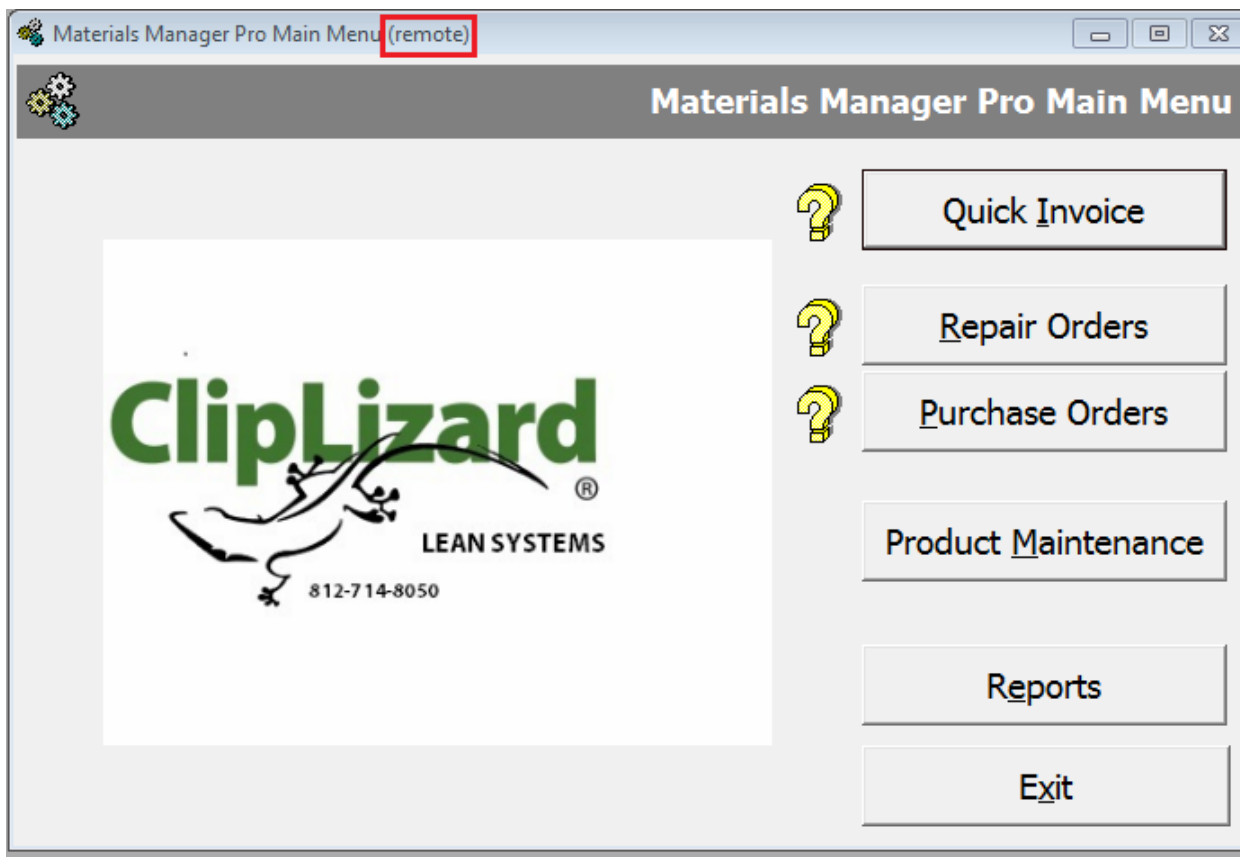 Materials Manager Pro Main Menu (remote)
Materials Manager Pro Main Menu
Quick Invoice
Repair Orders
Purchase Orders
ClipLizard
®
LEAN SYSTEMS
812-714-8050
Product Maintenance
Reports
Exit